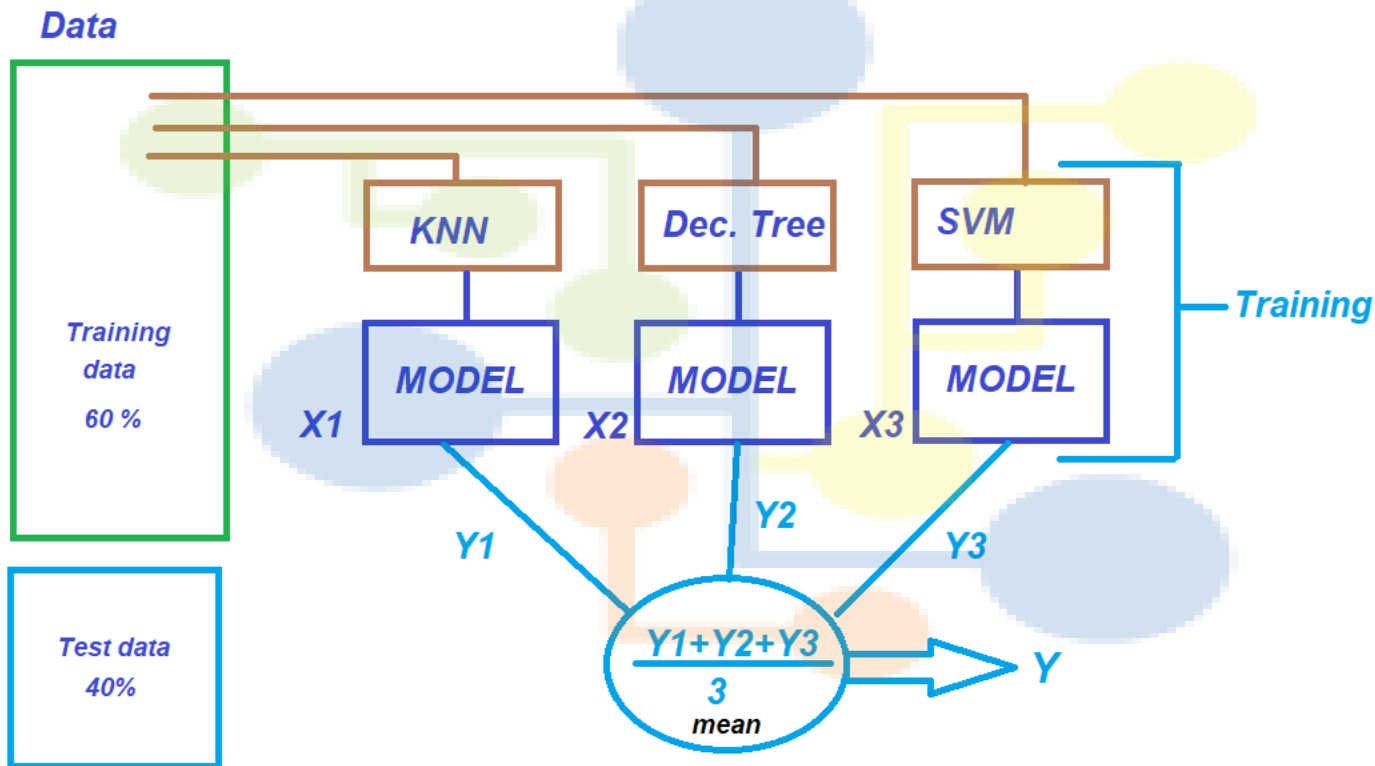 Data
Training
data
60 %
Test data
40%
KNN
Dec. Tree
SVM
MODEL
MODEL
MODEL
X1
X2
X3
Training
Y1
Y2
Y3
Y1+Y2+Y3
3
mean
Y